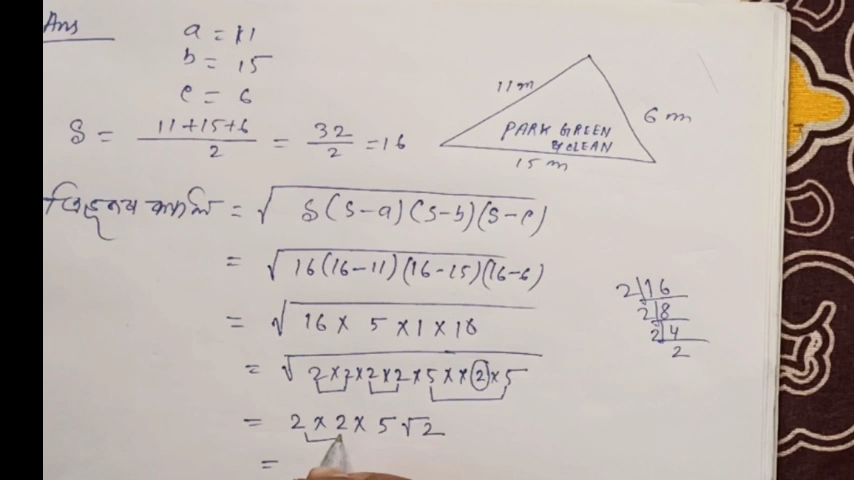 Ans
a = 11
b = 15
c = 6
S = 11+15+6 / 2 = 32/2 = 16
11 m
6 m
PARK GREEN
& CLEAN
15 m
ত্ৰিভূজৰ কালি = √S(S-a)(S-b)(S-c)
= √16(16-11)(16-15)(16-6)
= √16 × 5 × 1 × 10
= √2×2×2×2×5××2×5
= 2 × 2 × 5 √2
=
2|16
2|8
2|4
2